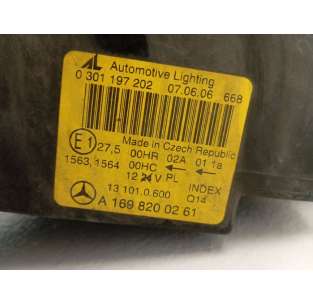 AL Automotive Lighting
0 301 197 202 07.06.06 668
Made in Czech Republic
E1 27,5 00HR 02A 01 1a
1563,1564 00HC ← ←
12 24 V PL
13 101.0.600 INDEX
A 169 820 02 61 Q14